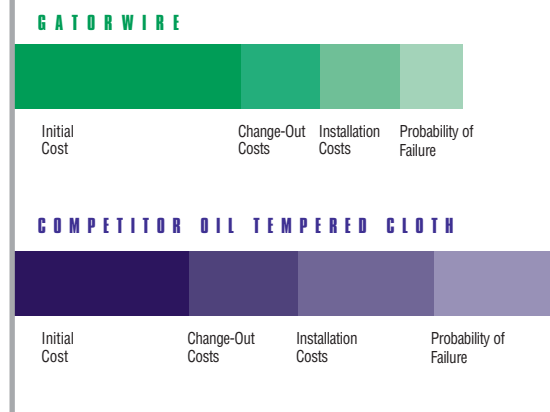 GATORWIRE
Initial Change-Out Installation Probability of
Cost Costs Costs Failure
COMPETITOR OIL TEMPERED CLOTH
Initial Change-Out Installation Probability of
Cost Costs Costs Failure